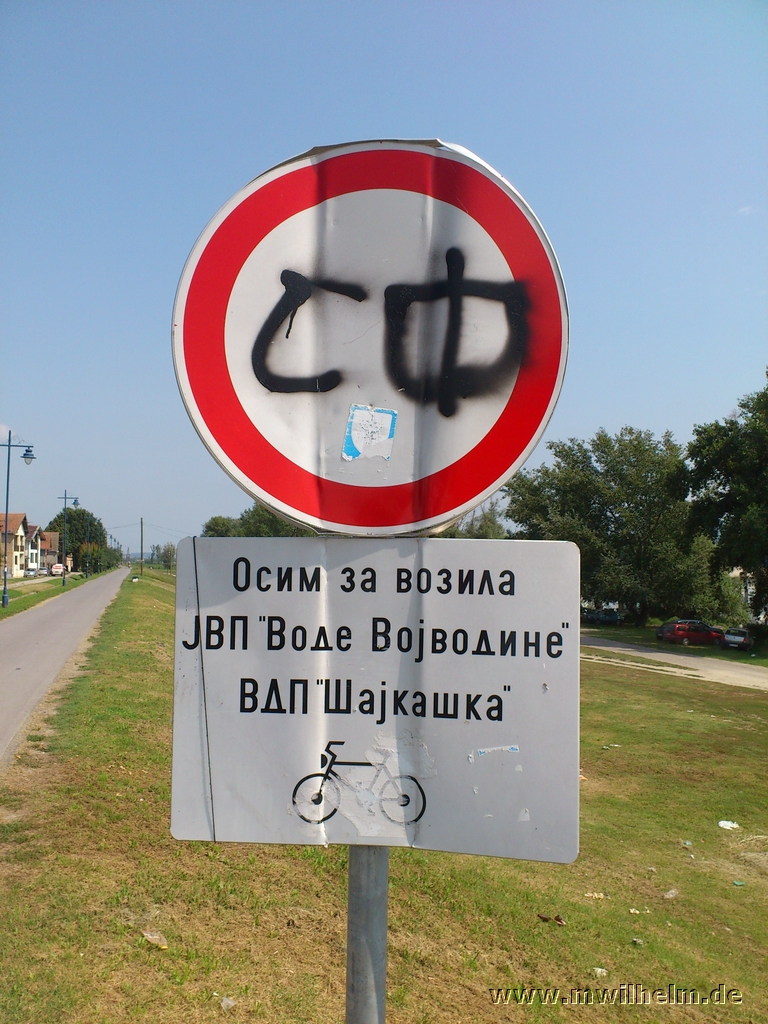 СФ
Осим за возила
ЈВП "Воде Војводине"
ВДП "Шајкашка"
www.mwilhelm.de